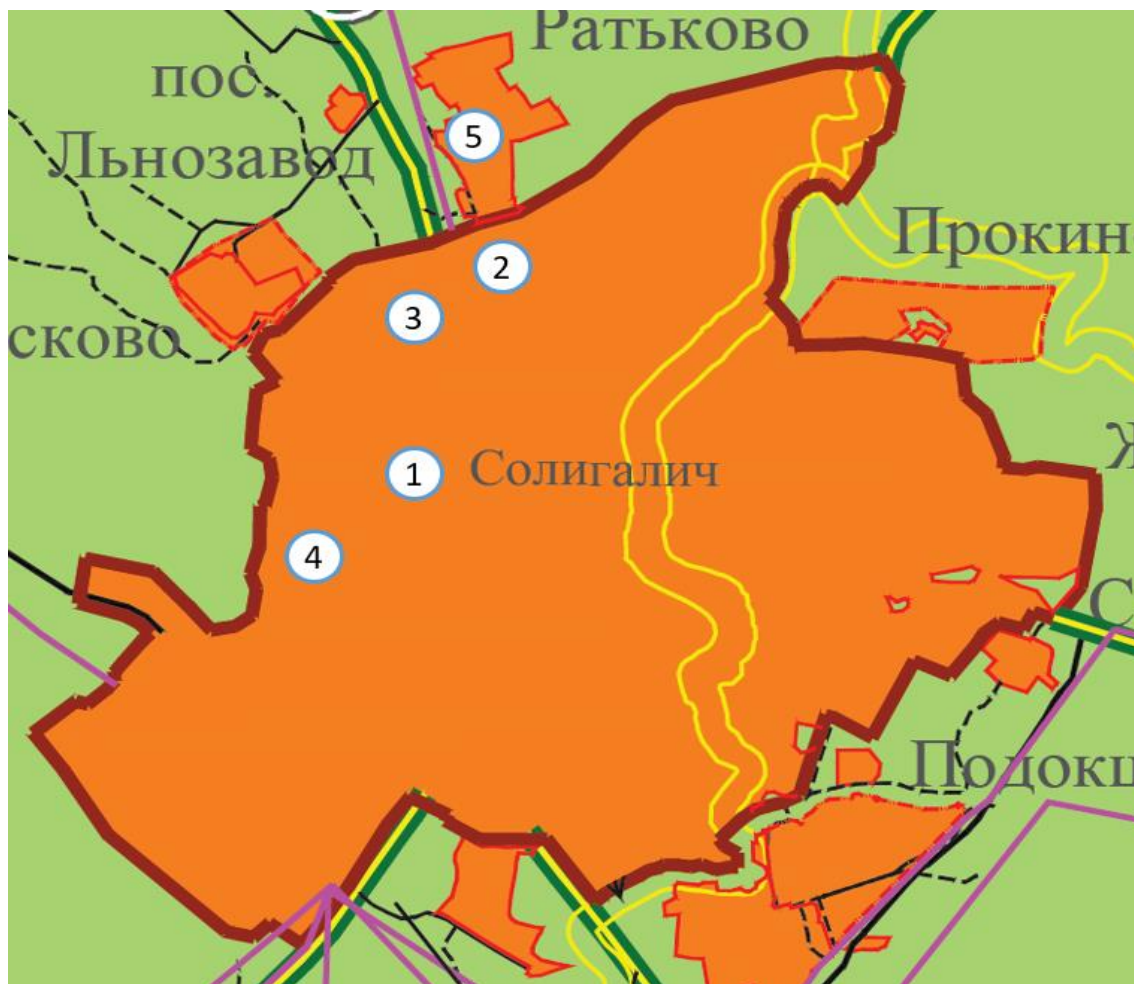 Ратьково
пос.
5
Льнозавод
Прокин
2
3
сково
Ж
Солигалич
1
4
С
Подокш